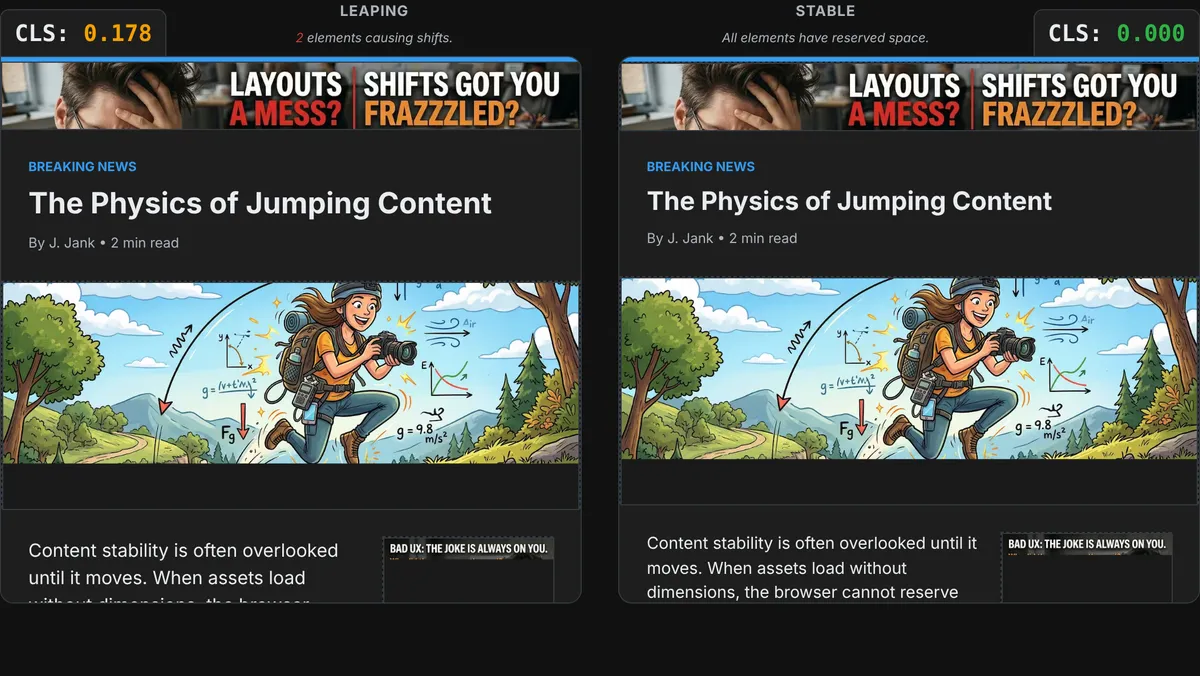 CLS: 0.178
LEAPING
2 elements causing shifts.
STABLE
All elements have reserved space.
CLS: 0.000
LAYOUTS
A MESS?
SHIFTS GOT YOU
FRAZZZLED?
BREAKING NEWS
The Physics of Jumping Content
By J. Jank • 2 min read
y
x
Air
E
g =
Fg
g = 9.8
m/s²
Content stability is often overlooked
until it moves. When assets load
without dimensions, the browser
BAD UX: THE JOKE IS ALWAYS ON YOU.
LAYOUTS
A MESS?
SHIFTS GOT YOU
FRAZZZLED?
BREAKING NEWS
The Physics of Jumping Content
By J. Jank • 2 min read
y
x
Air
E
g =
Fg
g = 9.8
m/s²
Content stability is often overlooked until it
moves. When assets load without
dimensions, the browser cannot reserve
BAD UX: THE JOKE IS ALWAYS ON YOU.